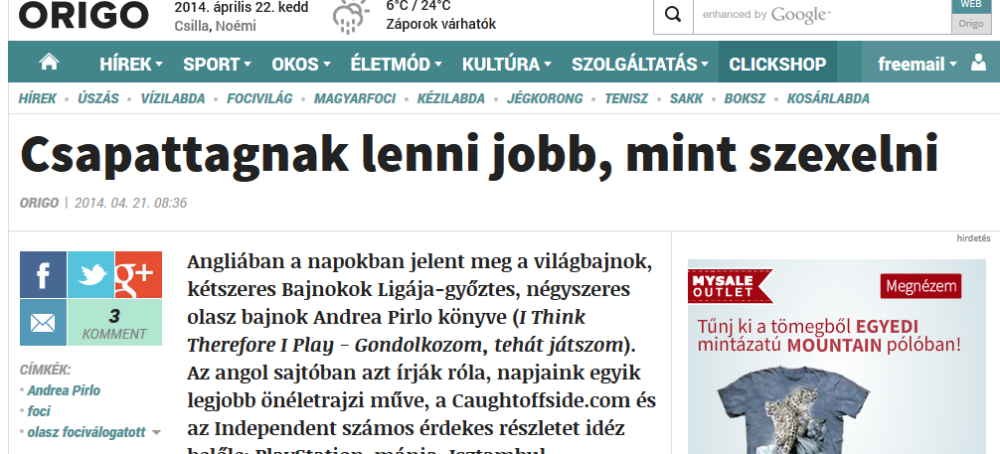 ORIGO
2014. április 22. kedd
Csilla, Noémi
6°C / 24°C
Záporok várhatók
enhanced by Google™
WEB
Origo
HÍREK SPORT OKOS ÉLETMÓD KULTÚRA SZOLGÁLTATÁS CLICKSHOP freemail
HÍREK • ÚSZÁS • VÍZILABDA • FOCIVILÁG • MAGYARFOCI • KÉZILABDA • JÉGKORONG • TENISZ • SAKK • BOKSZ • KOSÁRLABDA
Csapattagnak lenni jobb, mint szexelni
ORIGO | 2014. 04. 21. 08:36
f
g+
3
KOMMENT
CÍMKÉK:
• Andrea Pirlo
• foci
• olasz fociválogatott
Angliában a napokban jelent meg a világbajnok,
kétszeres Bajnokok Ligája-győztes, négyszeres
olasz bajnok Andrea Pirlo könyve (I Think
Therefore I Play – Gondolkozom, tehát játszom).
Az angol sajtóban azt írják róla, napjaink egyik
legjobb önéletrajzi műve, a Caughtoffside.com és
az Independent számos érdekes részletet idéz
belőle: PlayStation-mánia, Isztambul,
hirdetés
MYSALE
OUTLET
Megnézem
Tűnj ki a tömegből EGYEDI
mintázatú MOUNTAIN pólóban!